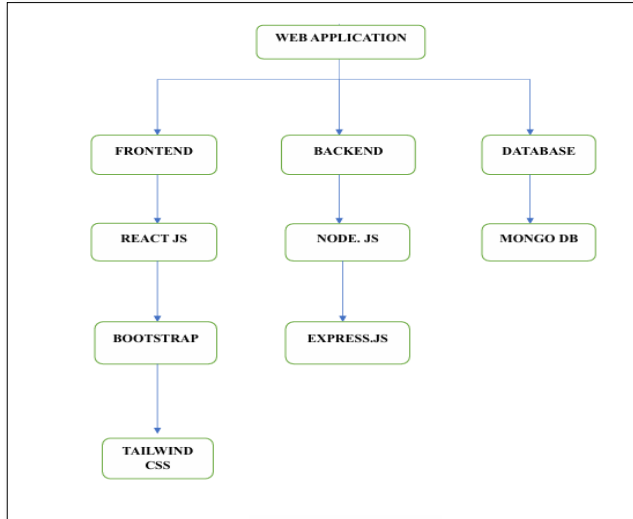 WEB APPLICATION
FRONTEND
BACKEND
DATABASE
REACT JS
NODE. JS
MONGO DB
BOOTSTRAP
EXPRESS.JS
TAILWIND
CSS